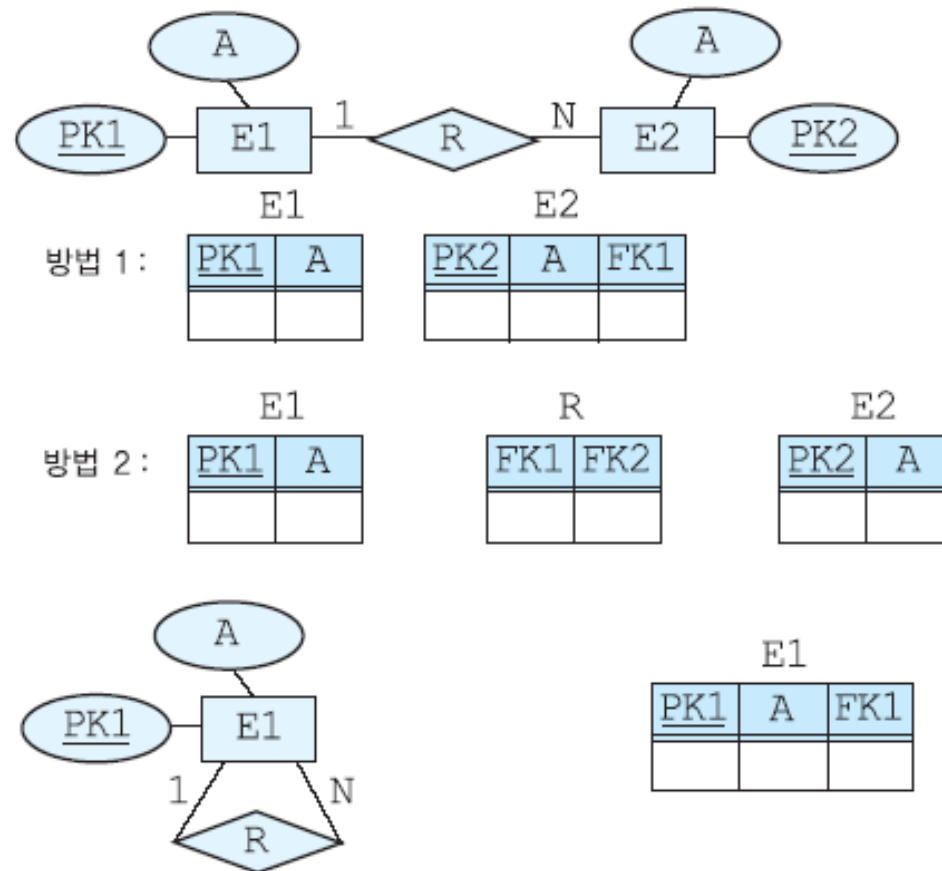 A A
PK1 E1 1 R N E2 PK2
E1 E2
방법 1 : PK1 A PK2 A FK1
E1 R E2
방법 2 : PK1 A FK1 FK2 PK2 A
A
E1
PK1 E1 PK1 A FK1
1 N
R